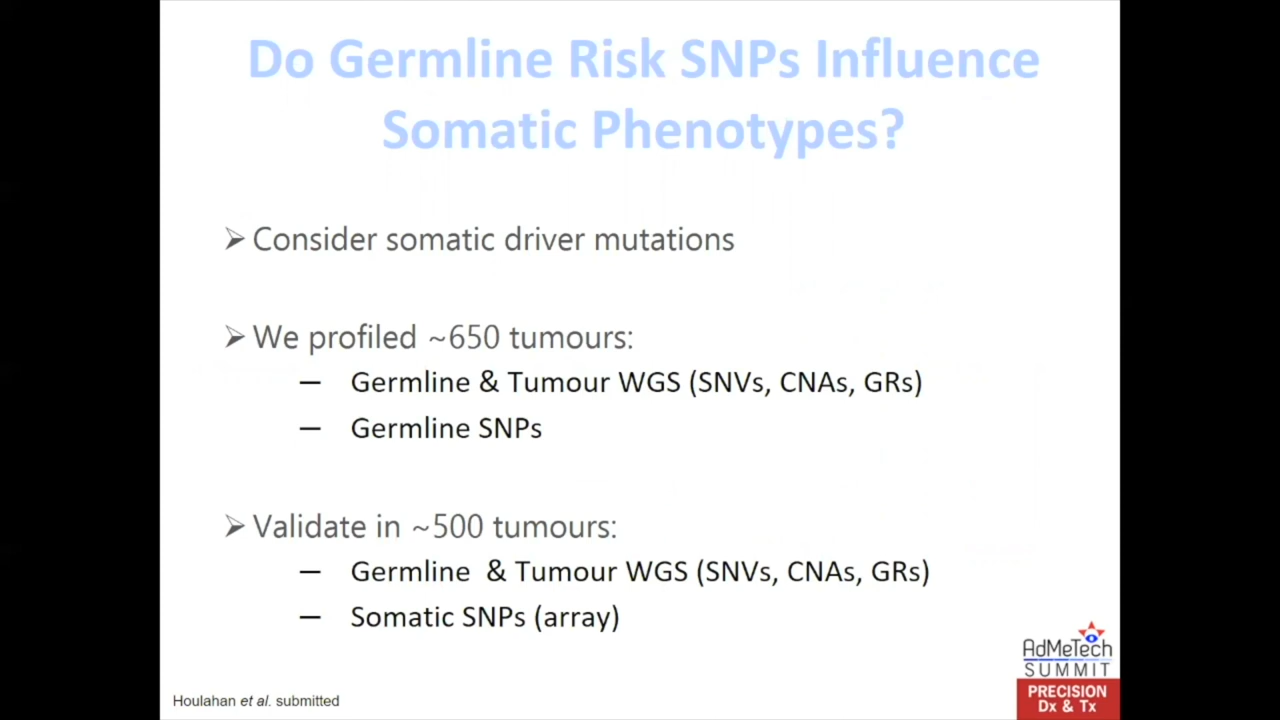 Do Germline Risk SNPs Influence
Somatic Phenotypes?
➢ Consider somatic driver mutations
➢ We profiled ~650 tumours:
— Germline & Tumour WGS (SNVs, CNAs, GRs)
— Germline SNPs
➢ Validate in ~500 tumours:
— Germline & Tumour WGS (SNVs, CNAs, GRs)
— Somatic SNPs (array)
Houlahan et al. submitted
AdMeTech
SUMMIT
PRECISION
Dx & Tx